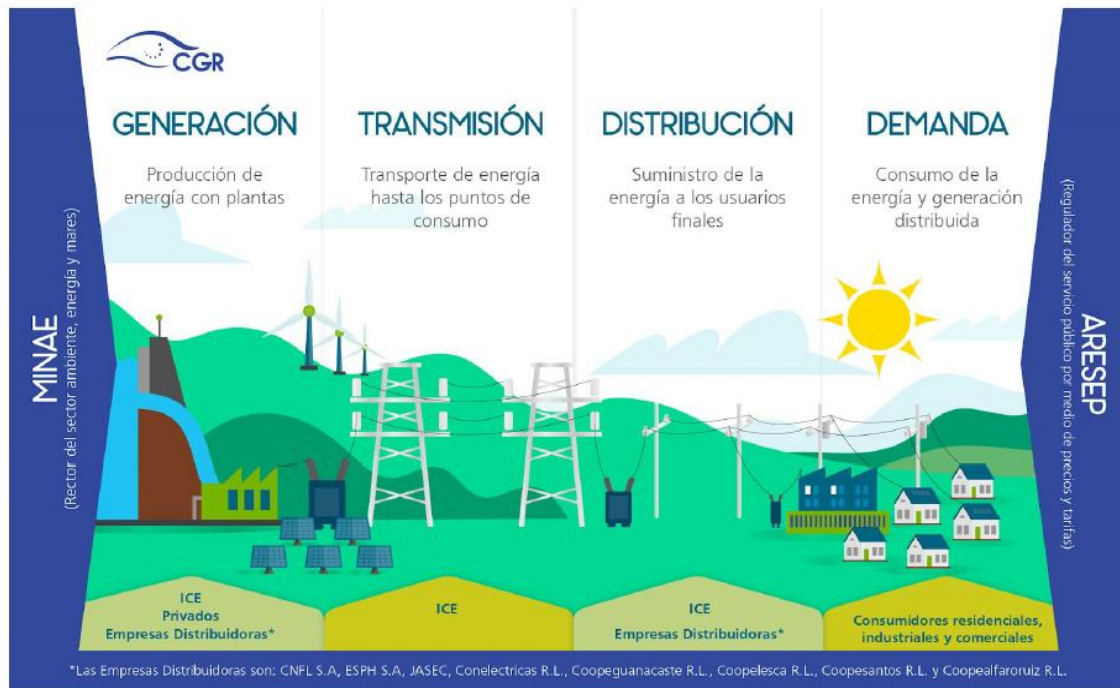 CGR
GENERACIÓN
Producción de
energía con plantas
TRANSMISIÓN
Transporte de energía
hasta los puntos de
consumo
DISTRIBUCIÓN
Suministro de la
energía a los usuarios
finales
DEMANDA
Consumo de la
energía y generación
distribuida
MINAE
(Rector del sector ambiente, energía y mares)
ARESEP
(Regulador del servicio público por medio de precios y tarifas)
ICE
Privados
Empresas Distribuidoras*
ICE
ICE
Empresas Distribuidoras*
Consumidores residenciales,
industriales y comerciales
*Las Empresas Distribuidoras son: CNFL S.A, ESPH S.A, JASEC, Conelectricas R.L., Coopeguanacaste R.L., Coopelesca R.L., Coopesantos R.L. y Coopealfaroruiz R.L.